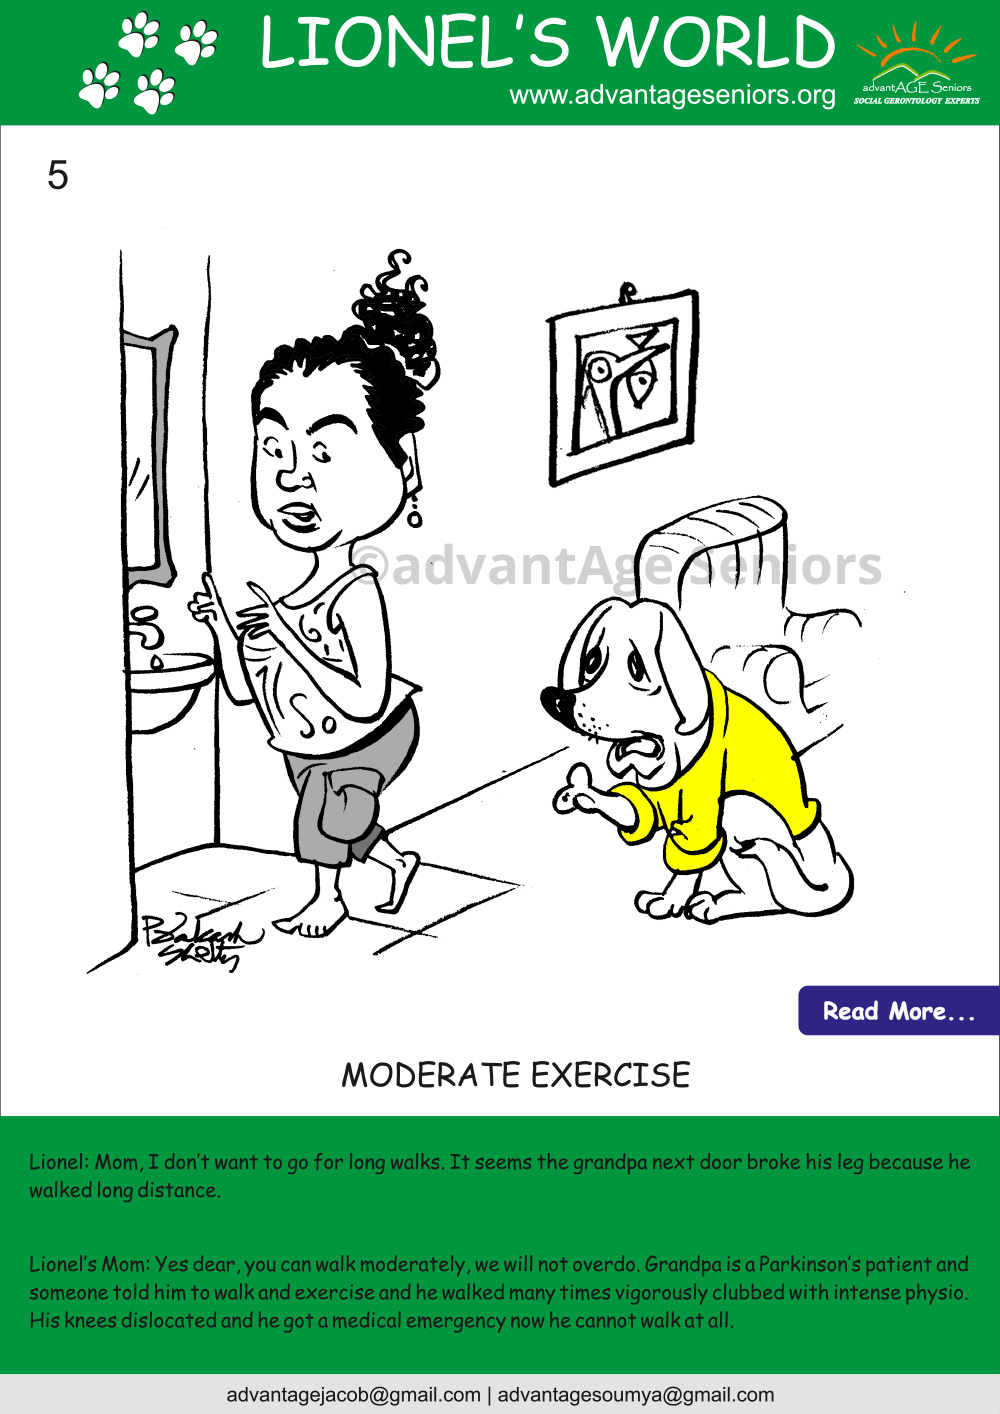 LIONEL'S WORLD
www.advantageseniors.org
advantAGE Seniors
SOCIAL GERONTOLOGY EXPERTS
5
©advantAge Seniors
Prakash
Shetty
Read More...
MODERATE EXERCISE
Lionel: Mom, I don't want to go for long walks. It seems the grandpa next door broke his leg because he
walked long distance.
Lionel's Mom: Yes dear, you can walk moderately, we will not overdo. Grandpa is a Parkinson's patient and
someone told him to walk and exercise and he walked many times vigorously clubbed with intense physio.
His knees dislocated and he got a medical emergency now he cannot walk at all.
advantagejacob@gmail.com | advantagesoumya@gmail.com